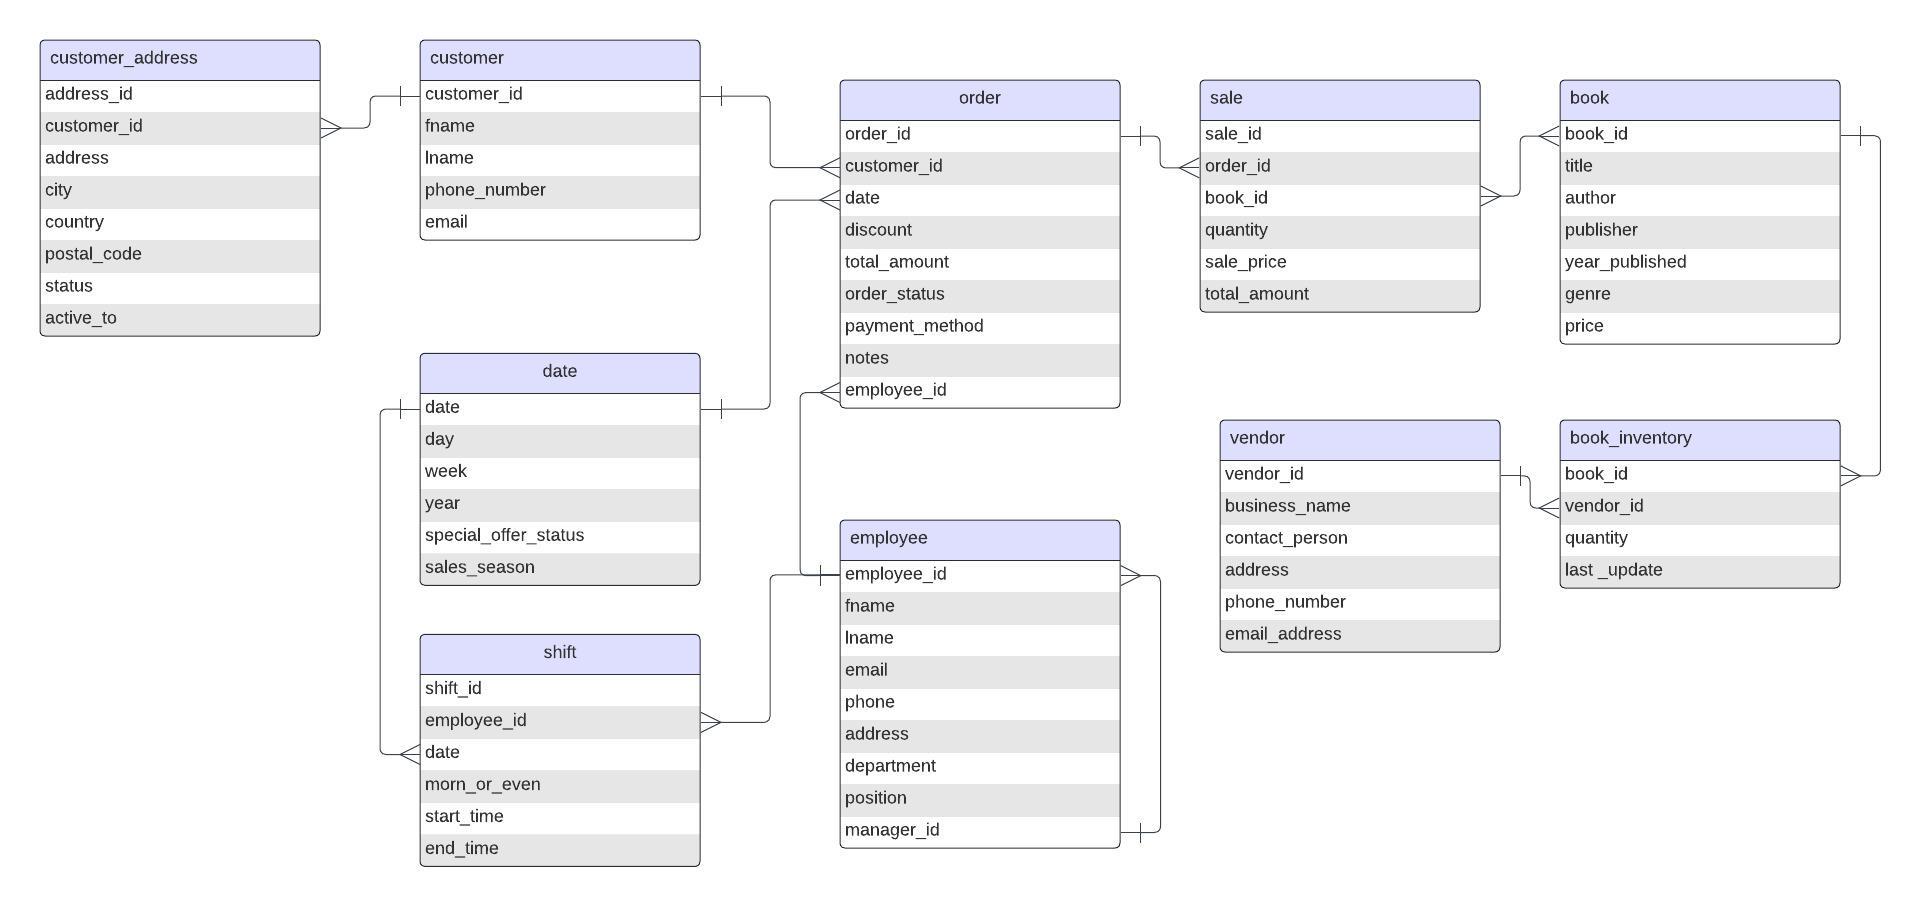 customer_address
address_id
customer_id
address
city
country
postal_code
status
active_to
customer
customer_id
fname
lname
phone_number
email
date
date
day
week
year
special_offer_status
sales_season
shift
shift_id
employee_id
date
morn_or_even
start_time
end_time
order
order_id
customer_id
date
discount
total_amount
order_status
payment_method
notes
employee_id
employee
employee_id
fname
lname
email
phone
address
department
position
manager_id
sale
sale_id
order_id
book_id
quantity
sale_price
total_amount
book
book_id
title
author
publisher
year_published
genre
price
vendor
vendor_id
business_name
contact_person
address
phone_number
email_address
book_inventory
book_id
vendor_id
quantity
last _update